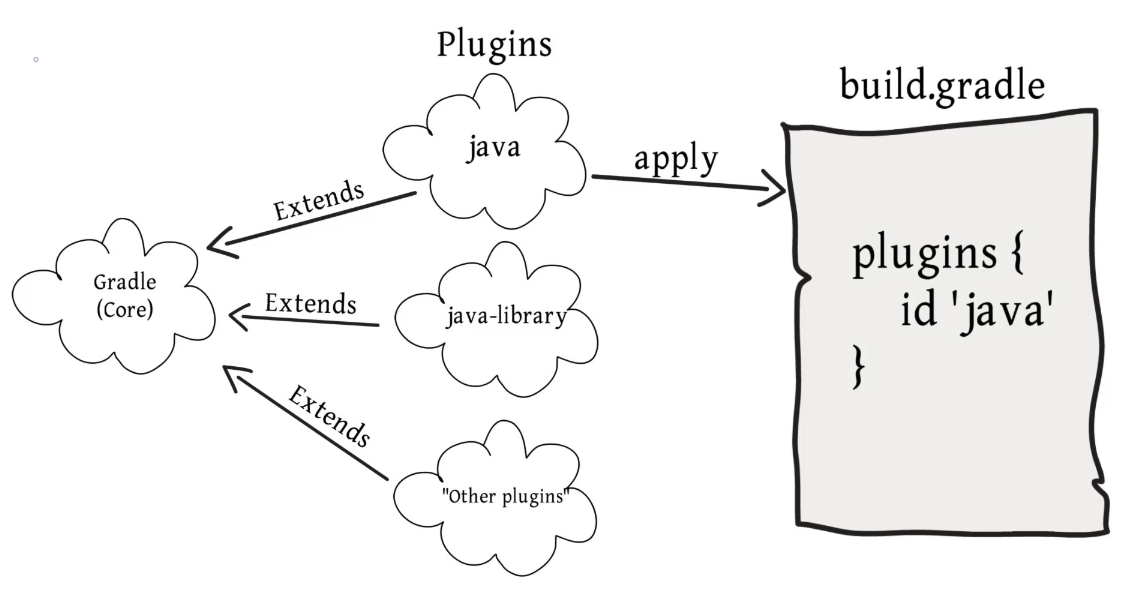 Plugins
java
Extends
Gradle
(Core)
Extends
java-library
Extends
"Other plugins"
apply
build.gradle
plugins {
id 'java'
}